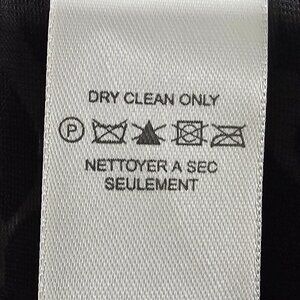 DRY CLEAN ONLY
P
NETTOYER A SEC
SEULEMENT